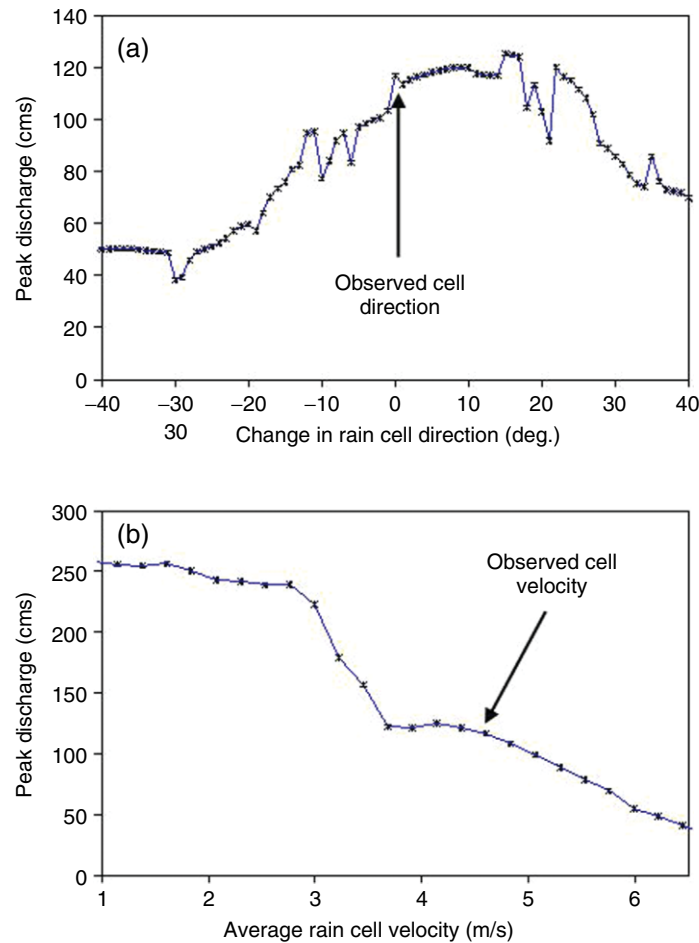 (a)
140
120
100
80
60
40
20
0
Peak discharge (cms)
Observed cell
direction
−40 −30 −20 −10 0 10 20 30 40
30
Change in rain cell direction (deg.)
(b)
300
250
200
150
100
50
0
Peak discharge (cms)
Observed cell
velocity
1 2 3 4 5 6
Average rain cell velocity (m/s)